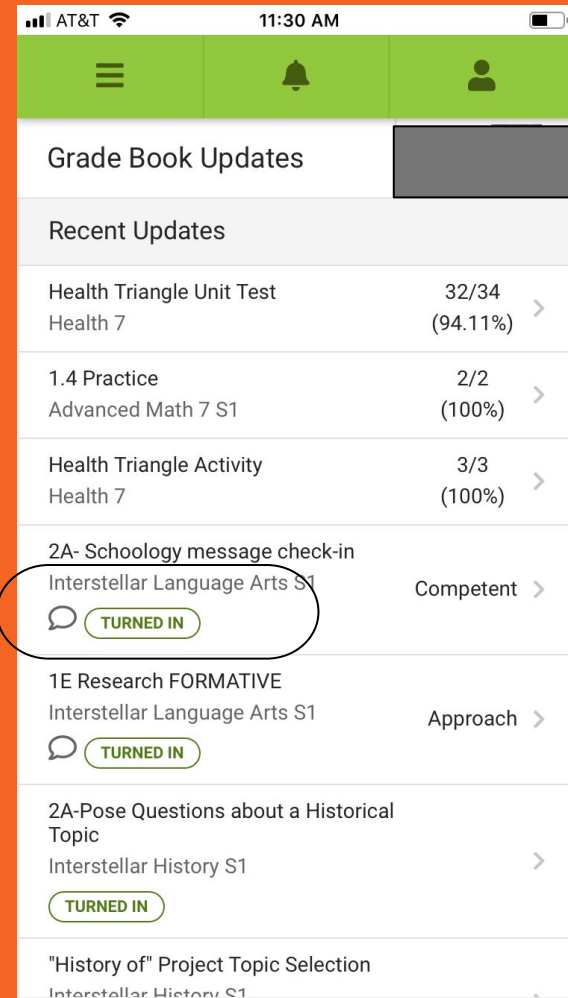 AT&T 11:30 AM
Grade Book Updates
Recent Updates
Health Triangle Unit Test 32/34
Health 7 (94.11%)
1.4 Practice 2/2
Advanced Math 7 S1 (100%)
Health Triangle Activity 3/3
Health 7 (100%)
2A- Schoology message check-in
Interstellar Language Arts S1 Competent
TURNED IN
1E Research FORMATIVE
Interstellar Language Arts S1 Approach
TURNED IN
2A-Pose Questions about a Historical
Topic
Interstellar History S1
TURNED IN
"History of" Project Topic Selection
Interstellar History S1